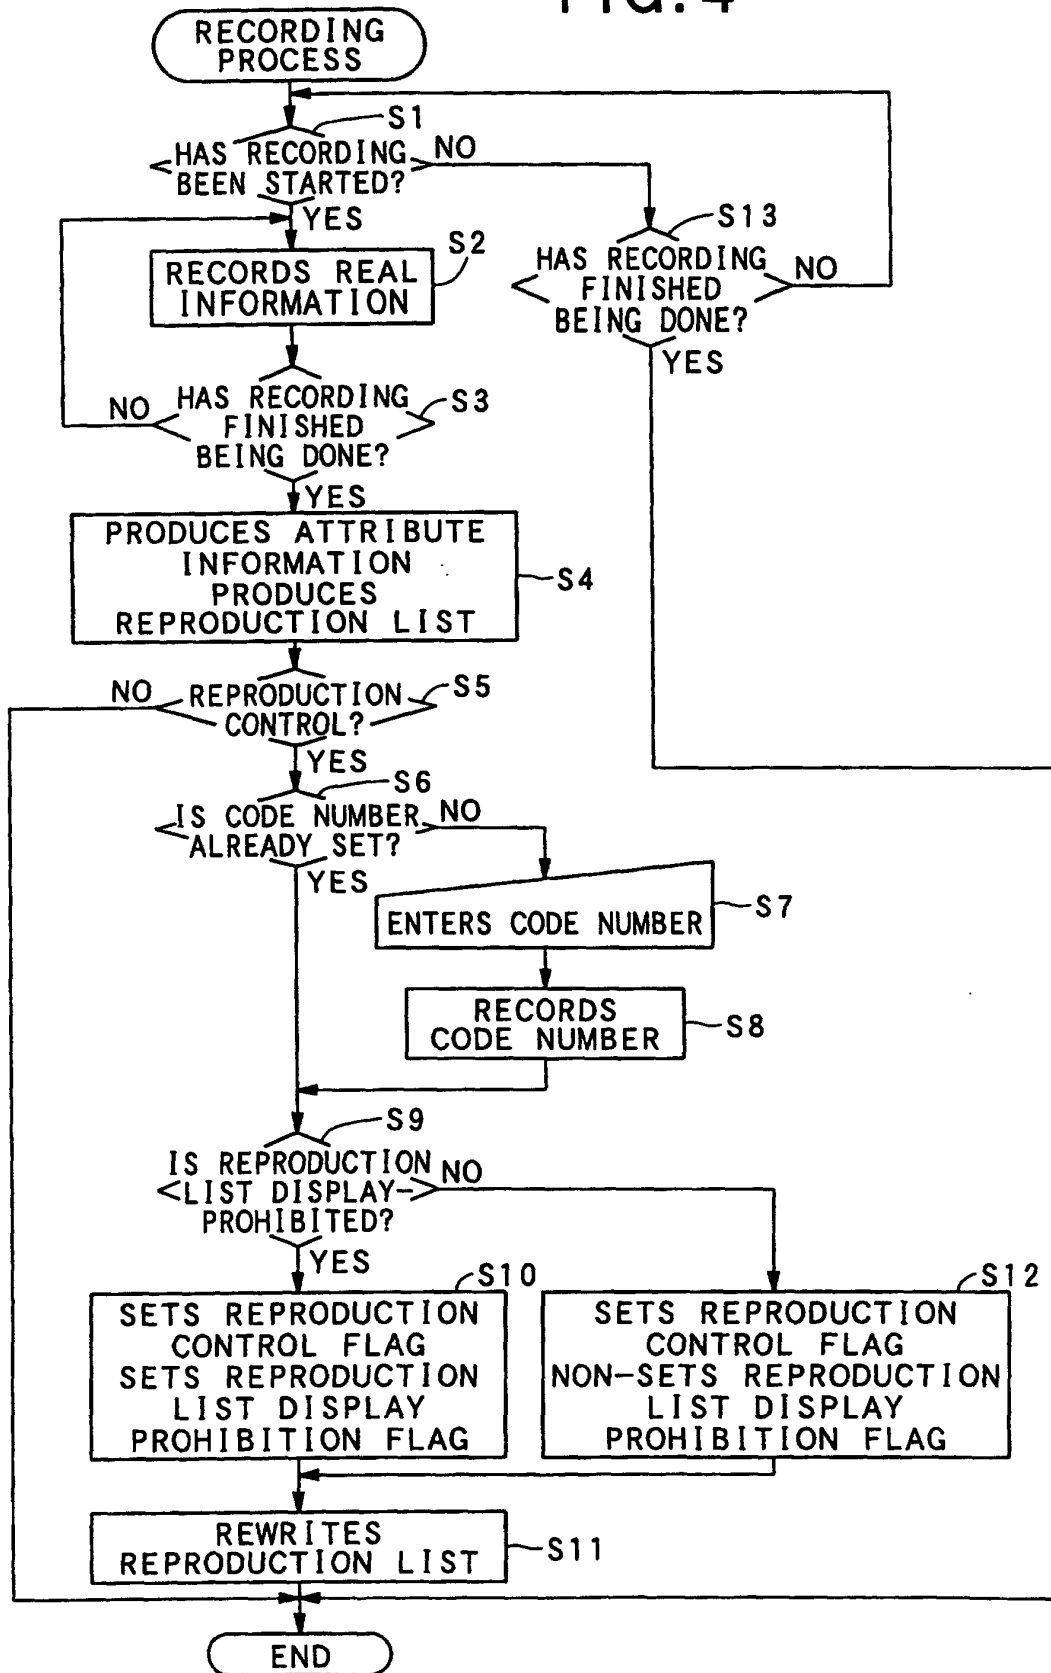 FIG.4
RECORDING
PROCESS
S1
HAS RECORDING
BEEN STARTED?
NO
YES
S13
HAS RECORDING
FINISHED
BEING DONE?
NO
YES
S2
RECORDS REAL
INFORMATION
NO
HAS RECORDING
FINISHED
BEING DONE?
S3
YES
PRODUCES ATTRIBUTE
INFORMATION
PRODUCES
REPRODUCTION LIST
S4
NO
REPRODUCTION
CONTROL?
S5
YES
S6
IS CODE NUMBER
ALREADY SET?
NO
YES
ENTERS CODE NUMBER
S7
RECORDS
CODE NUMBER
S8
S9
IS REPRODUCTION
LIST DISPLAY-
PROHIBITED?
NO
YES
S10
SETS REPRODUCTION
CONTROL FLAG
SETS REPRODUCTION
LIST DISPLAY
PROHIBITION FLAG
S12
SETS REPRODUCTION
CONTROL FLAG
NON-SETS REPRODUCTION
LIST DISPLAY
PROHIBITION FLAG
REWRITES
REPRODUCTION LIST
S11
END